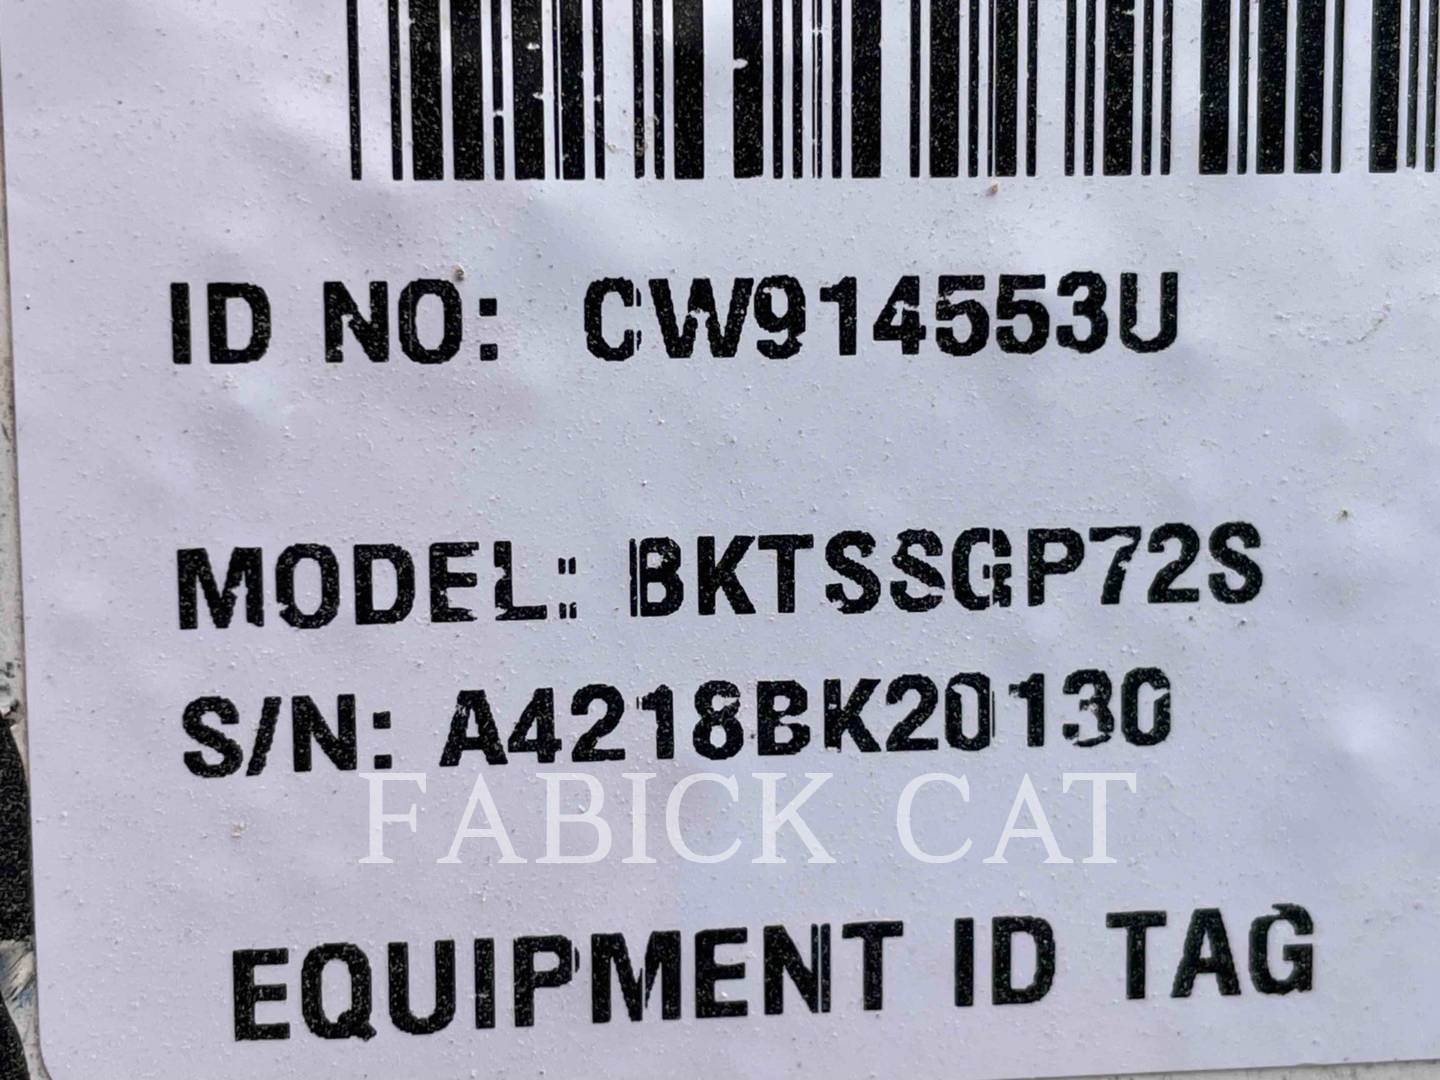 ID NO: CW914553U
MODEL: BKTSSGP72S
S/N: A4218BK20130
FABICK CAT
EQUIPMENT ID TAG